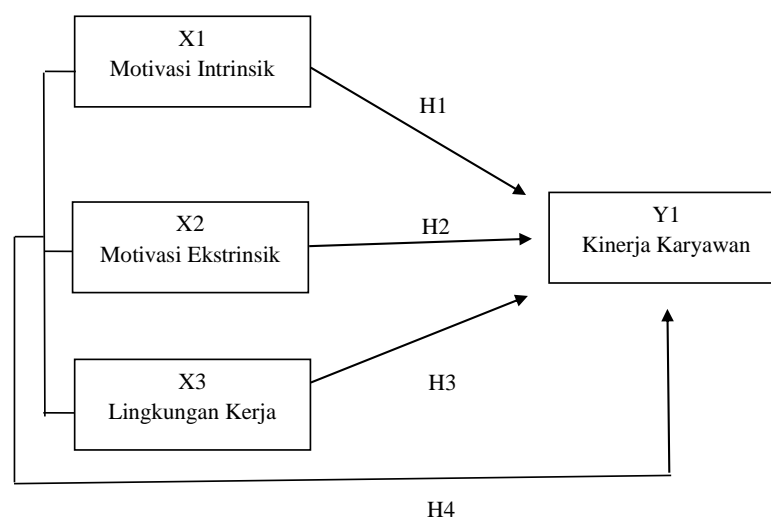 X1
Motivasi Intrinsik
H1
X2
Motivasi Ekstrinsik
H2
Y1
Kinerja Karyawan
X3
Lingkungan Kerja
H3
H4